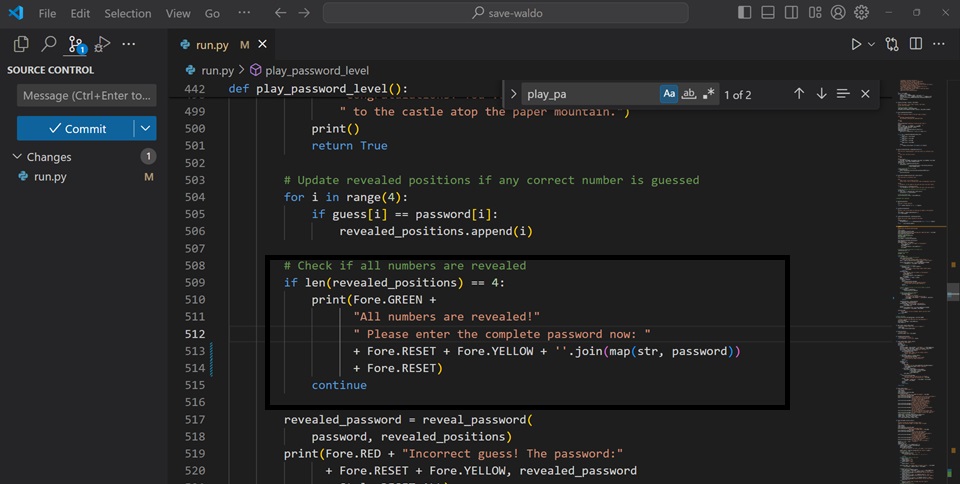 File Edit Selection View Go ··· save-waldo
run.py M
SOURCE CONTROL
run.py > play_password_level
Message (Ctrl+Enter to...
Commit
Changes 1
run.py M
play_pa Aa ab 1 of 2
442 def play_password_level():
499 " to the castle atop the paper mountain.")
500 print()
501 return True
502
503 # Update revealed positions if any correct number is guessed
504 for i in range(4):
505 if guess[i] == password[i]:
506 revealed_positions.append(i)
507
508 # Check if all numbers are revealed
509 if len(revealed_positions) == 4:
510 print(Fore.GREEN +
511 "All numbers are revealed!"
512 " Please enter the complete password now: "
513 + Fore.RESET + Fore.YELLOW + ''.join(map(str, password))
514 + Fore.RESET)
515 continue
516
517 revealed_password = reveal_password(
518 password, revealed_positions)
519 print(Fore.RED + "Incorrect guess! The password:"
520 + Fore.RESET + Fore.YELLOW, revealed_password